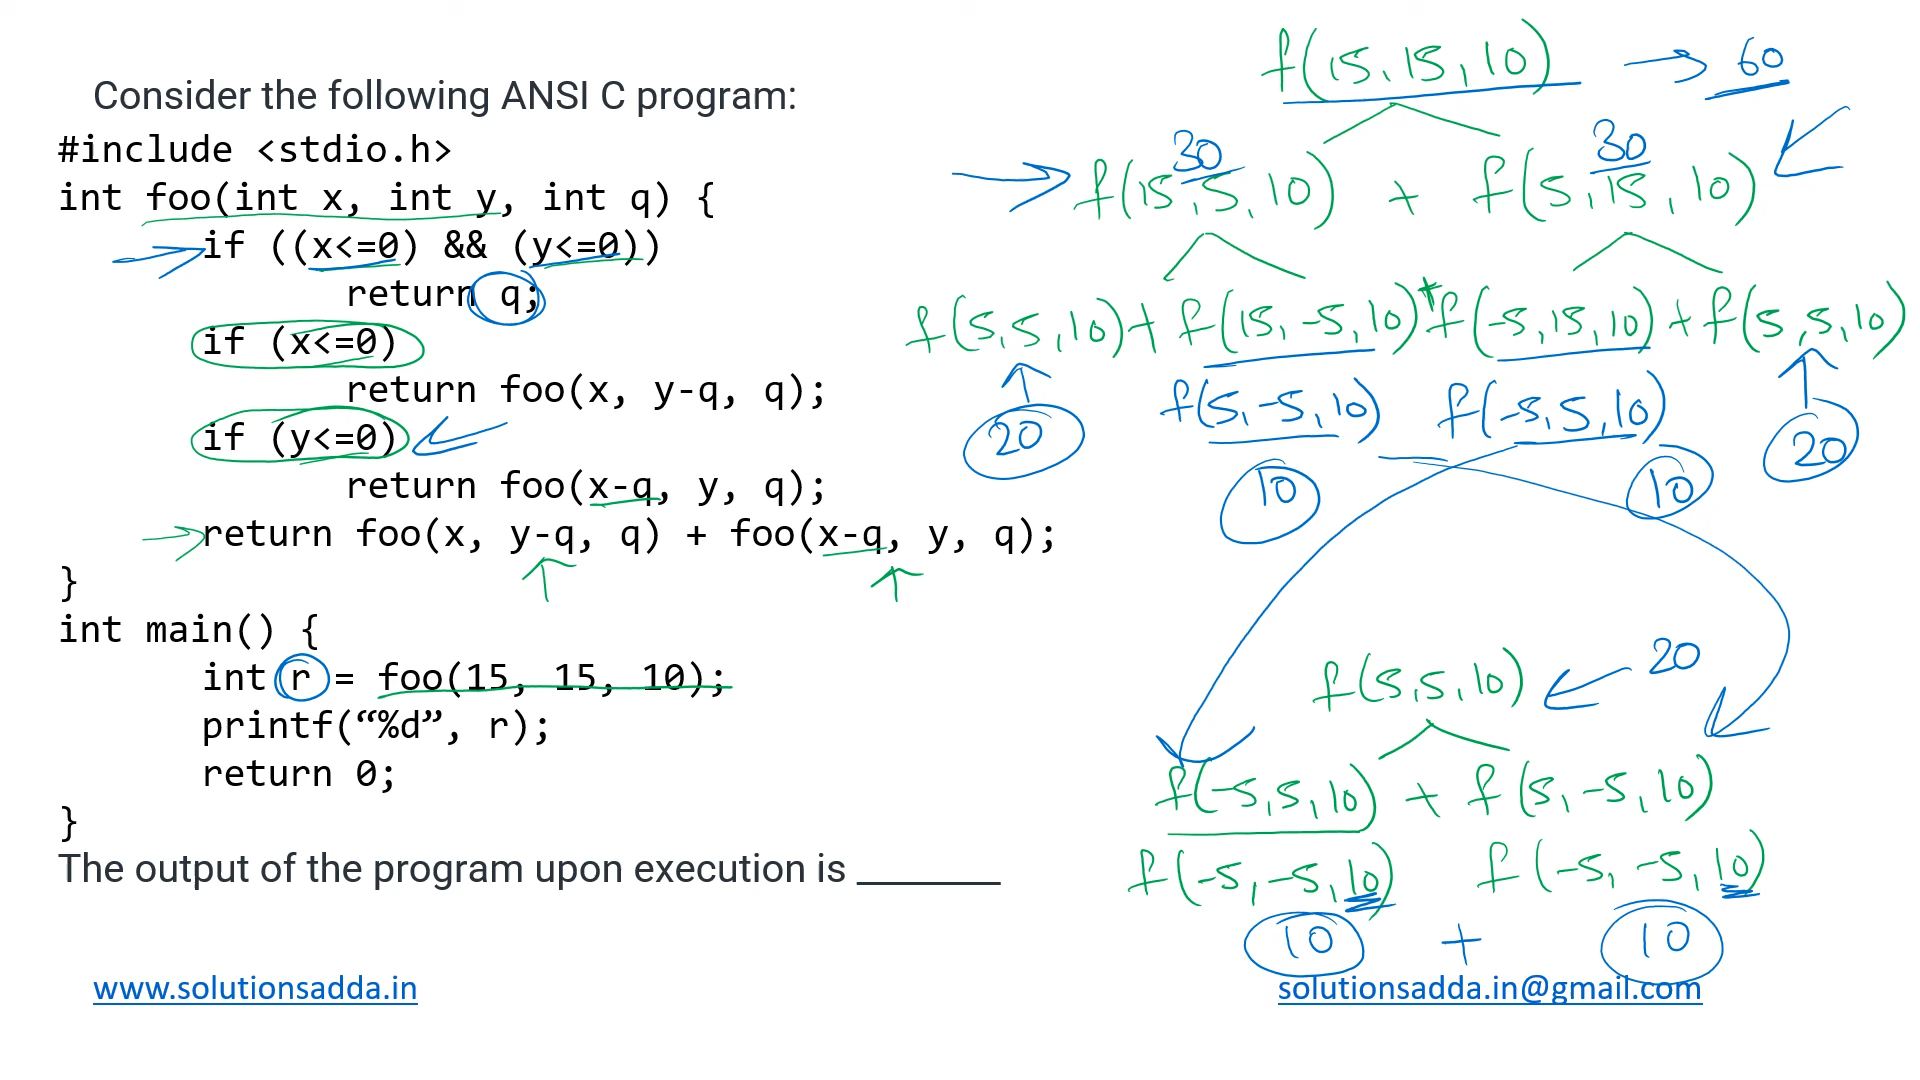 Consider the following ANSI C program:
#include <stdio.h>
int foo(int x, int y, int q) {
if ((x<=0) && (y<=0))
return q;
if (x<=0)
return foo(x, y-q, q);
if (y<=0)
return foo(x-q, y, q);
return foo(x, y-q, q) + foo(x-q, y, q);
}
int main() {
int r = foo(15, 15, 10);
printf(“%d”, r);
return 0;
}
The output of the program upon execution is ________
www.solutionsadda.in
f(15,15,10) → 60
30 30
f(15,5,10) + f(5,15,10)
f(5,5,10) + f(15,-5,10) + f(-5,15,10) + f(5,5,10)
f(5,-5,10) f(-5,5,10)
20 10 10 20
f(5,5,10) 20
f(-5,5,10) + f(5,-5,10)
f(-5,-5,10) f(-5,-5,10)
10 + 10
solutionsadda.in@gmail.com